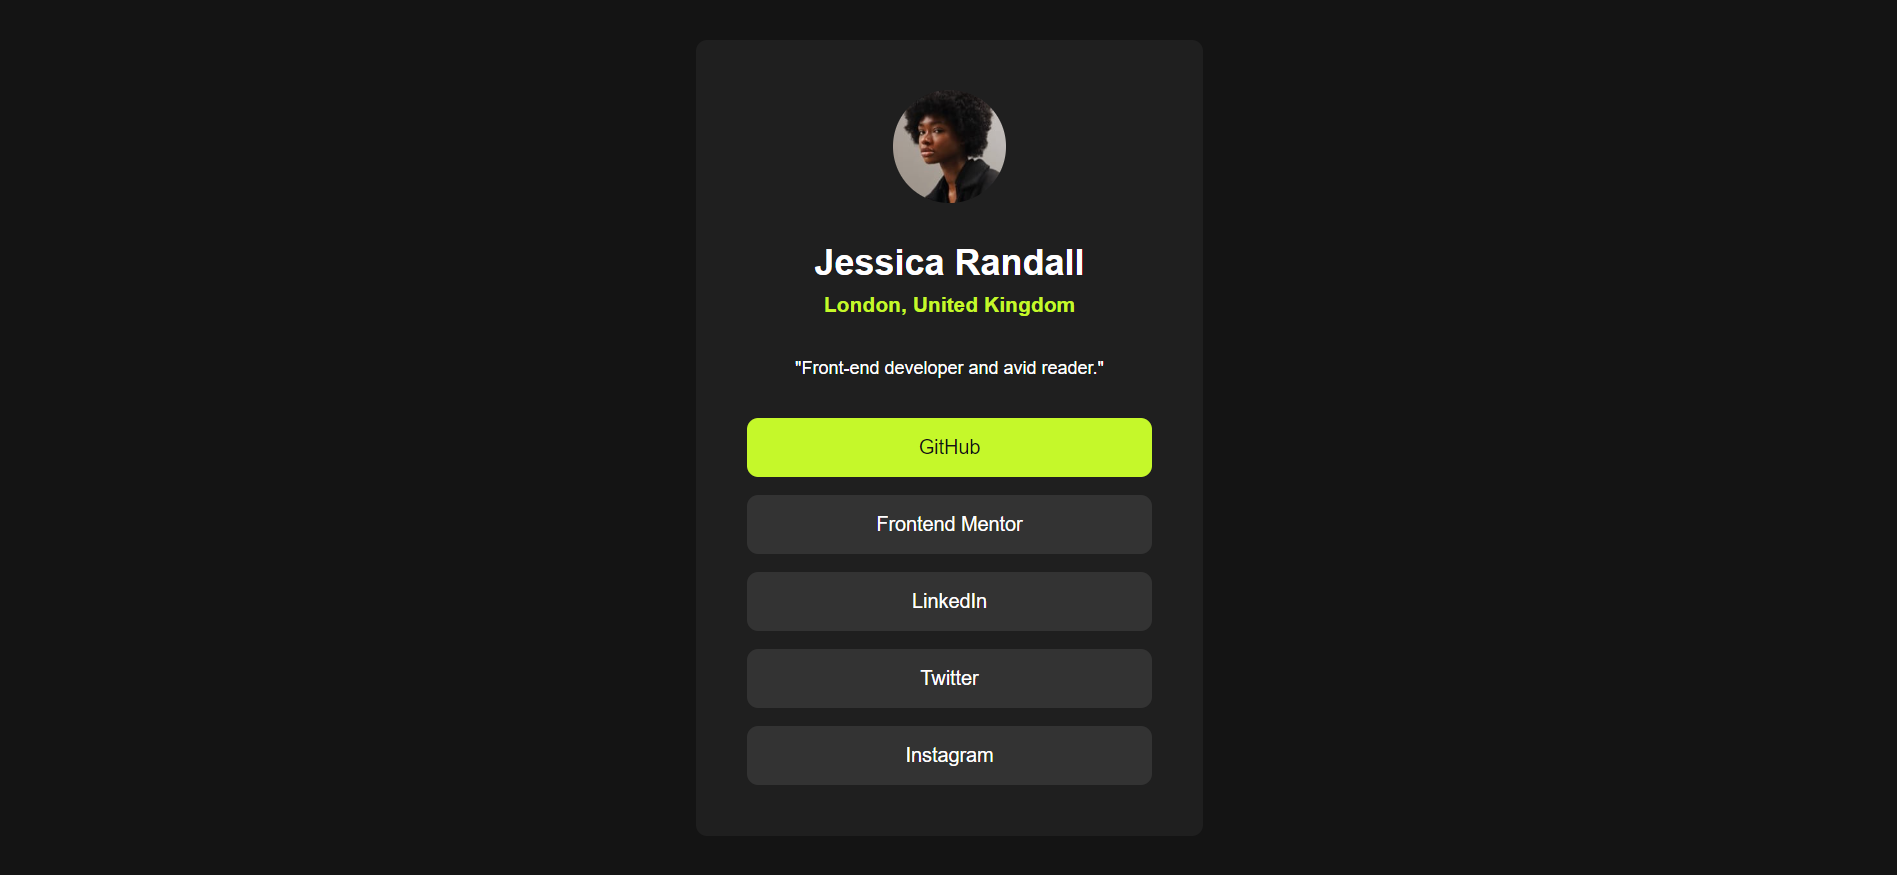 Jessica Randall
London, United Kingdom
"Front-end developer and avid reader."
GitHub
Frontend Mentor
LinkedIn
Twitter
Instagram